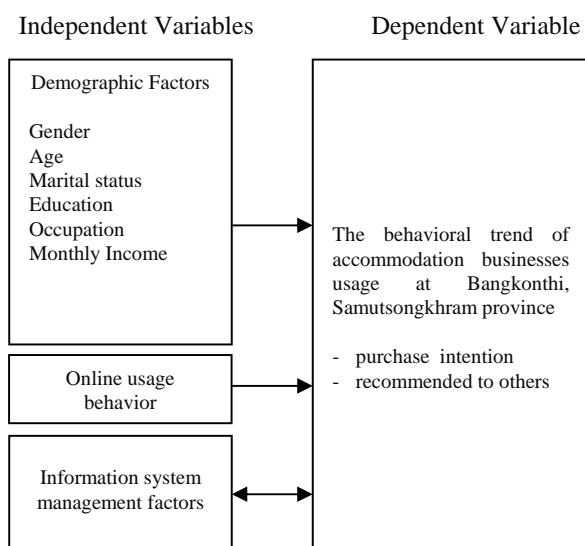 Independent Variables
Dependent Variable
Demographic Factors
Gender
Age
Marital status
Education
Occupation
Monthly Income
Online usage
behavior
Information system
management factors
The behavioral trend of
accommodation businesses
usage at Bangkonthi,
Samutsongkhram province
- purchase intention
- recommended to others